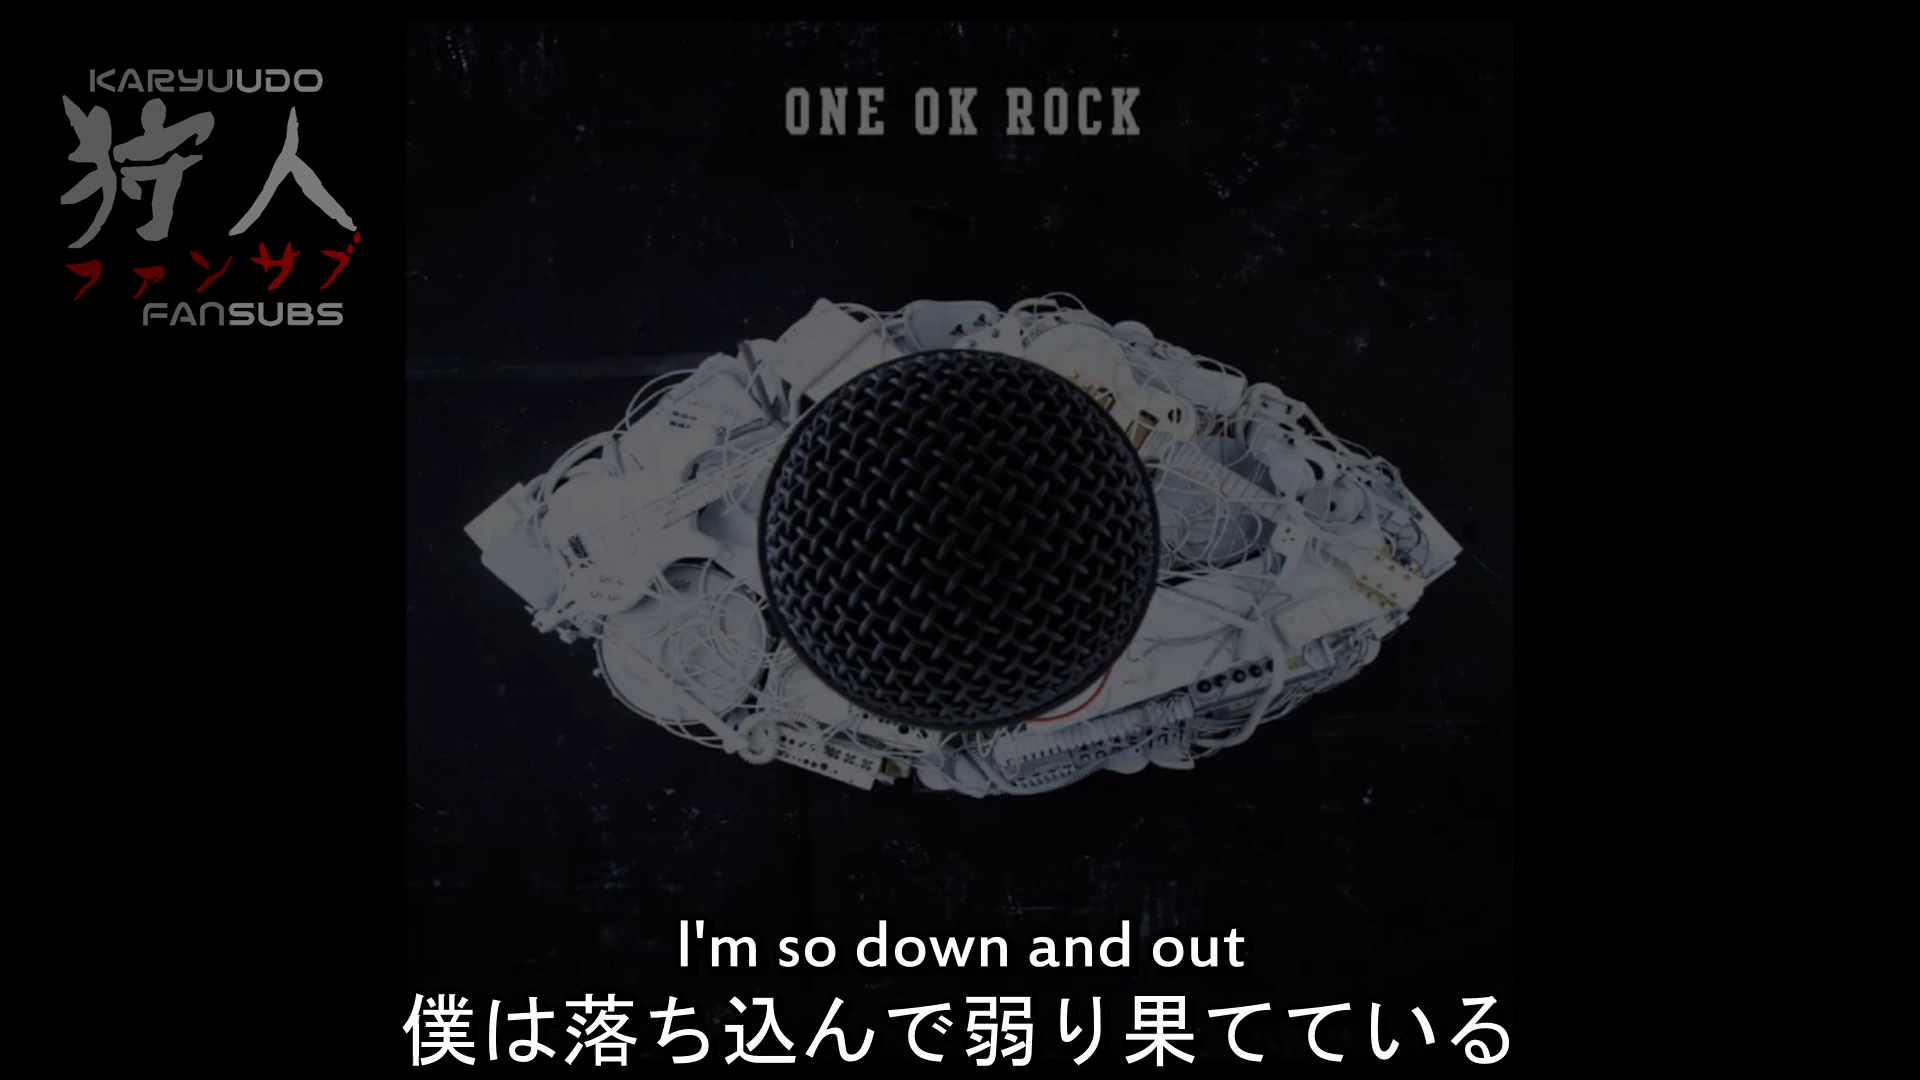 KARYUUDO
狩人
ファンサブ
FANSUBS
ONE OK ROCK
I'm so down and out
僕は落ち込んで弱り果てている